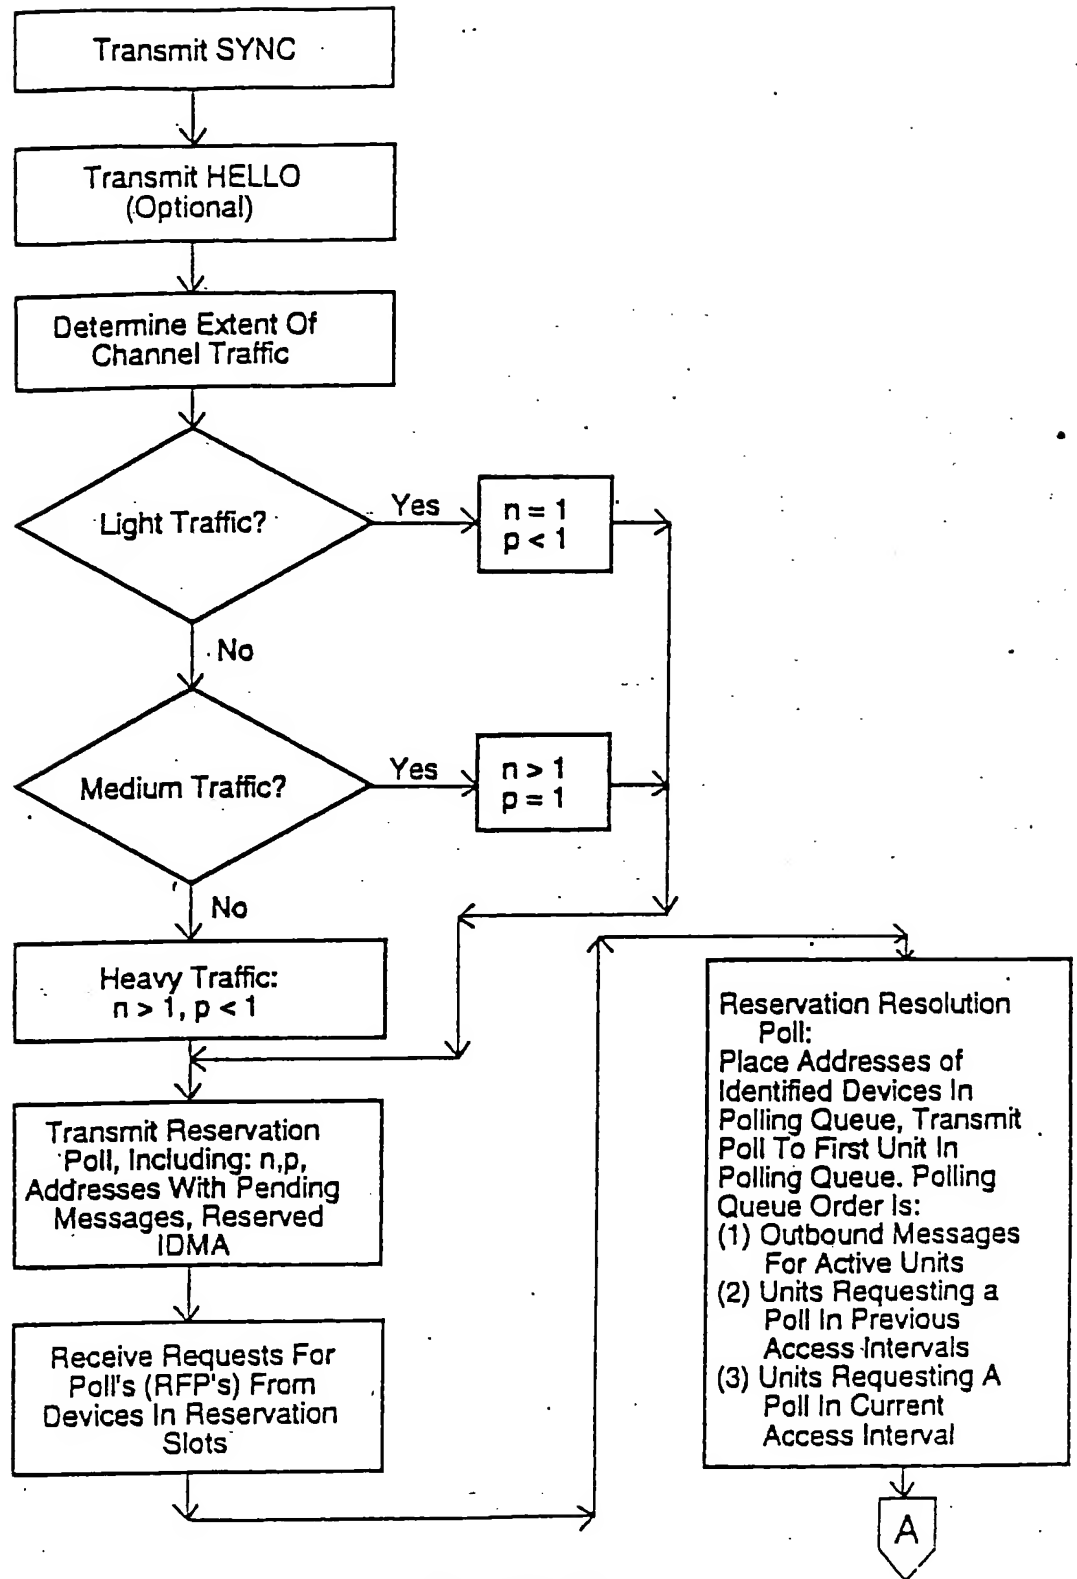 Transmit SYNC
Transmit HELLO
(Optional)
Determine Extent Of
Channel Traffic
Light Traffic?
Yes
n = 1
p < 1
No
Medium Traffic?
Yes
n > 1
p = 1
No
Heavy Traffic:
n > 1, p < 1
Transmit Reservation
Poll, Including: n,p,
Addresses With Pending
Messages, Reserved
IDMA
Receive Requests For
Poll's (RFP's) From
Devices In Reservation
Slots
Reservation Resolution
Poll:
Place Addresses of
Identified Devices In
Polling Queue, Transmit
Poll To First Unit In
Polling Queue. Polling
Queue Order Is:
(1) Outbound Messages
For Active Units
(2) Units Requesting a
Poll In Previous
Access Intervals
(3) Units Requesting A
Poll In Current
Access Interval
A